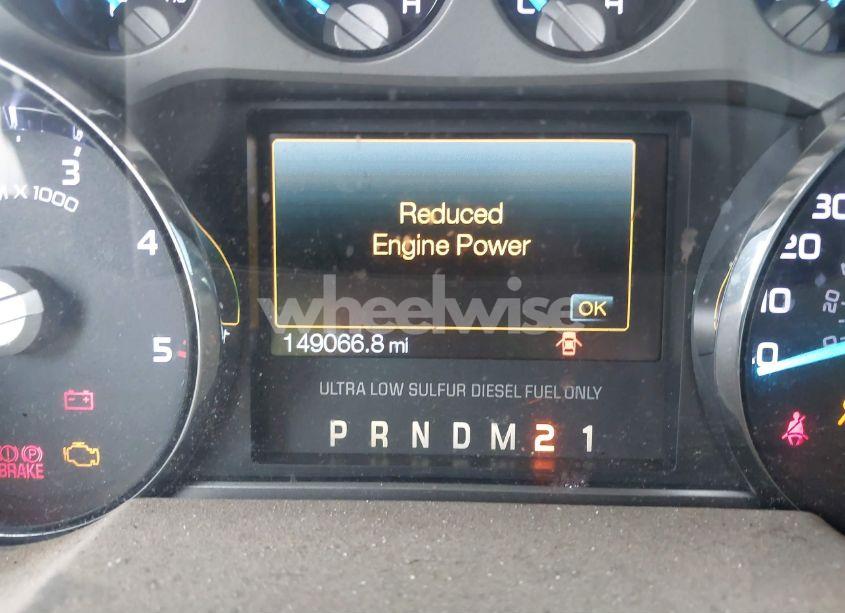 H
C H
3
M X 1000
4
5
Reduced
Engine Power
OK
149066.8 mi
wheelwise
ULTRA LOW SULFUR DIESEL FUEL ONLY
P R N D M 2 1
BRAKE
P
30
20
10
0
20